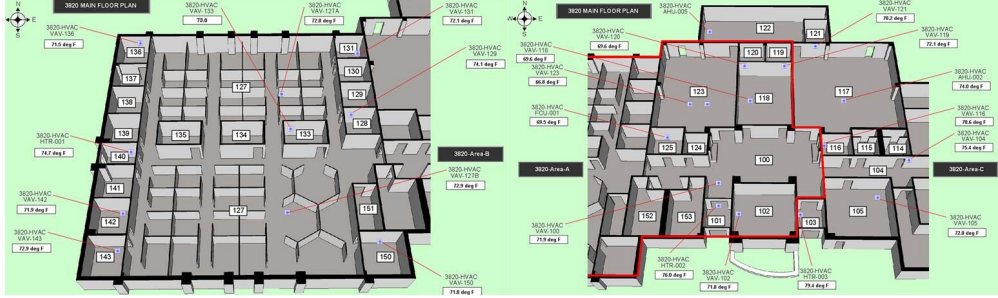 3820 MAIN FLOOR PLAN
N
W
E
S
3820-HVAC
VAV-136
71.5 deg F
3820-HVAC
VAV-133
73.0
3820-HVAC
VAV-127A
72.8 deg F
3820-HVAC
VAV-131
72.1 deg F
3820-HVAC
VAV-129
74.1 deg F
3820-HVAC
HTR-001
74.7 deg F
3820-HVAC
VAV-142
71.9 deg F
3820-HVAC
VAV-143
72.9 deg F
3820-Area-B
3820-HVAC
VAV-127B
72.9 deg F
3820-HVAC
VAV-150
71.0 deg F
136
137
138
139
140
141
142
143
127
135
134
133
127
131
130
129
128
151
150
3820 MAIN FLOOR PLAN
N
W
E
S
3820-HVAC
AHU-005
3820-HVAC
VAV-120
69.6 deg F
3820-HVAC
VAV-118
69.6 deg F
3820-HVAC
VAV-123
66.0 deg F
3820-HVAC
FCU-001
69.5 deg F
3820-HVAC
VAV-121
70.2 deg F
3820-HVAC
VAV-119
72.1 deg F
3820-HVAC
AHU-002
74.0 deg F
3820-HVAC
VAV-116
70.6 deg F
3820-HVAC
VAV-104
75.4 deg F
3820-Area-A
3820-Area-C
3820-HVAC
VAV-100
71.9 deg F
3820-HVAC
HTR-002
76.0 deg F
3820-HVAC
VAV-102
71.8 deg F
3820-HVAC
HTR-003
79.4 deg F
3820-HVAC
VAV-105
72.8 deg F
122
121
120
119
123
118
117
125
124
100
116
115
114
104
152
153
101
102
103
105